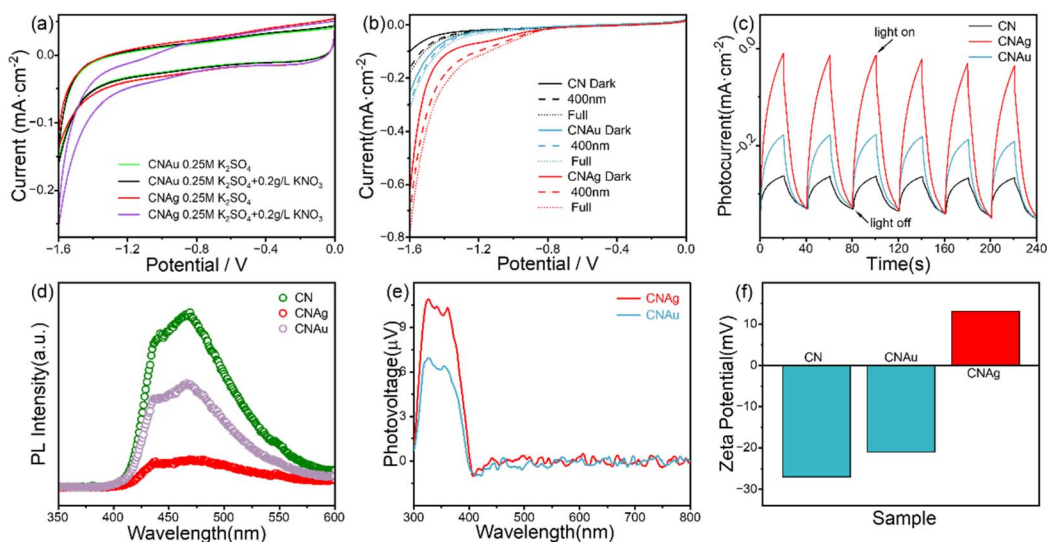 (a)
Current (mA·cm⁻²)
0.0
−0.1
−0.2
CNAu 0.25M K₂SO₄
CNAu 0.25M K₂SO₄+0.2g/L KNO₃
CNAg 0.25M K₂SO₄
CNAg 0.25M K₂SO₄+0.2g/L KNO₃
−1.6
−1.2
−0.8
−0.4
0.0
Potential / V
(b)
Current(mA·cm⁻²)
0.0
−0.2
−0.4
−0.6
−0.8
CN Dark
400nm
Full
CNAu Dark
400nm
Full
CNAg Dark
400nm
Full
−1.6
−1.2
−0.8
−0.4
0.0
Potential / V
(c)
Photocurrent(mA·cm⁻²)
−0.0
−0.2
light on
light off
CN
CNAg
CNAu
0
40
80
120
160
200
240
Time(s)
(d)
PL Intensity(a.u.)
CN
CNAg
CNAu
350
400
450
500
550
600
Wavelength(nm)
(e)
Photovoltage(μV)
9
6
3
0
CNAg
CNAu
300
400
500
600
700
800
Wavelength(nm)
(f)
Zeta Potential(mV)
10
0
−10
−20
−30
CN
CNAu
CNAg
Sample